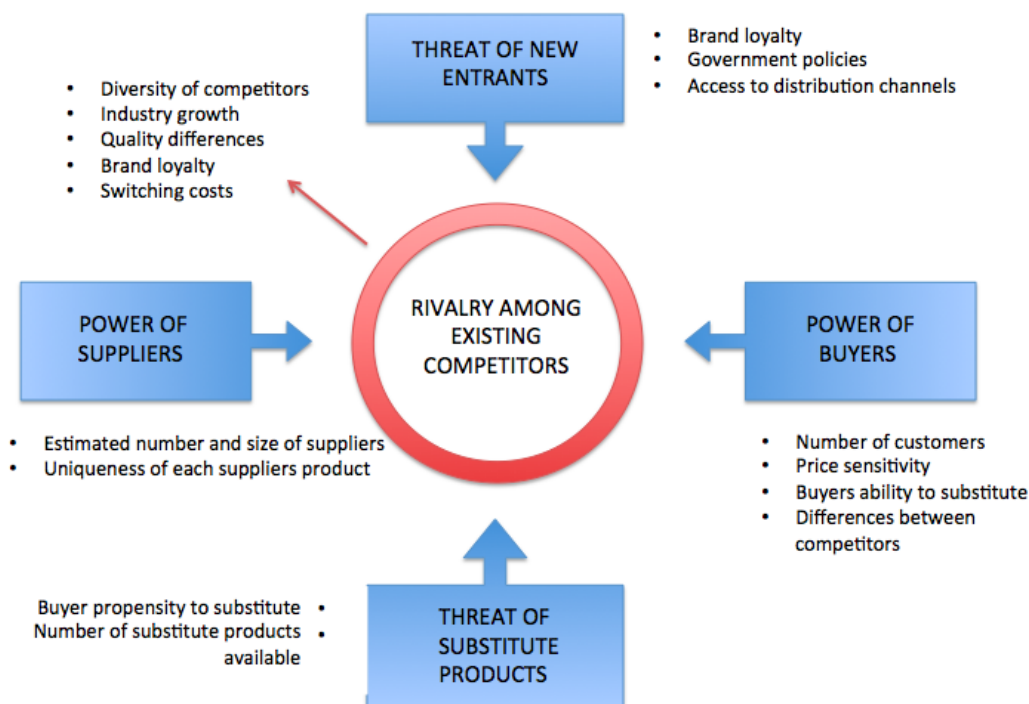 THREAT OF NEW
ENTRANTS
• Brand loyalty
• Government policies
• Access to distribution channels
• Diversity of competitors
• Industry growth
• Quality differences
• Brand loyalty
• Switching costs
POWER OF
SUPPLIERS
RIVALRY AMONG
EXISTING
COMPETITORS
POWER OF
BUYERS
• Estimated number and size of suppliers
• Uniqueness of each suppliers product
• Number of customers
• Price sensitivity
• Buyers ability to substitute
• Differences between
competitors
Buyer propensity to substitute •
Number of substitute products •
available
THREAT OF
SUBSTITUTE
PRODUCTS